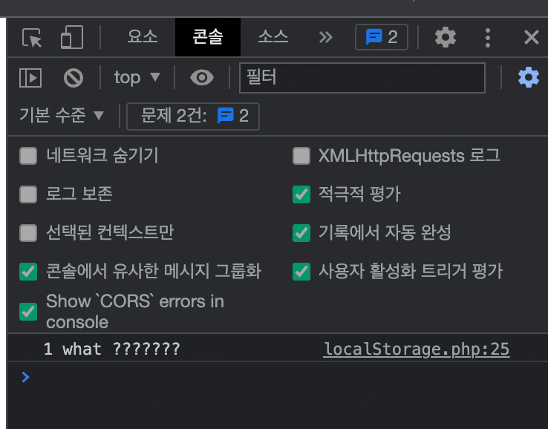 요소 콘솔 소스 » 2
top ▼ 필터
기본 수준 ▼ 문제 2건: 2
네트워크 숨기기 XMLHttpRequests 로그
로그 보존 적극적 평가
선택된 컨텍스트만 기록에서 자동 완성
콘솔에서 유사한 메시지 그룹화 사용자 활성화 트리거 평가
Show `CORS` errors in
console
1 what ??????? localStorage.php:25
>